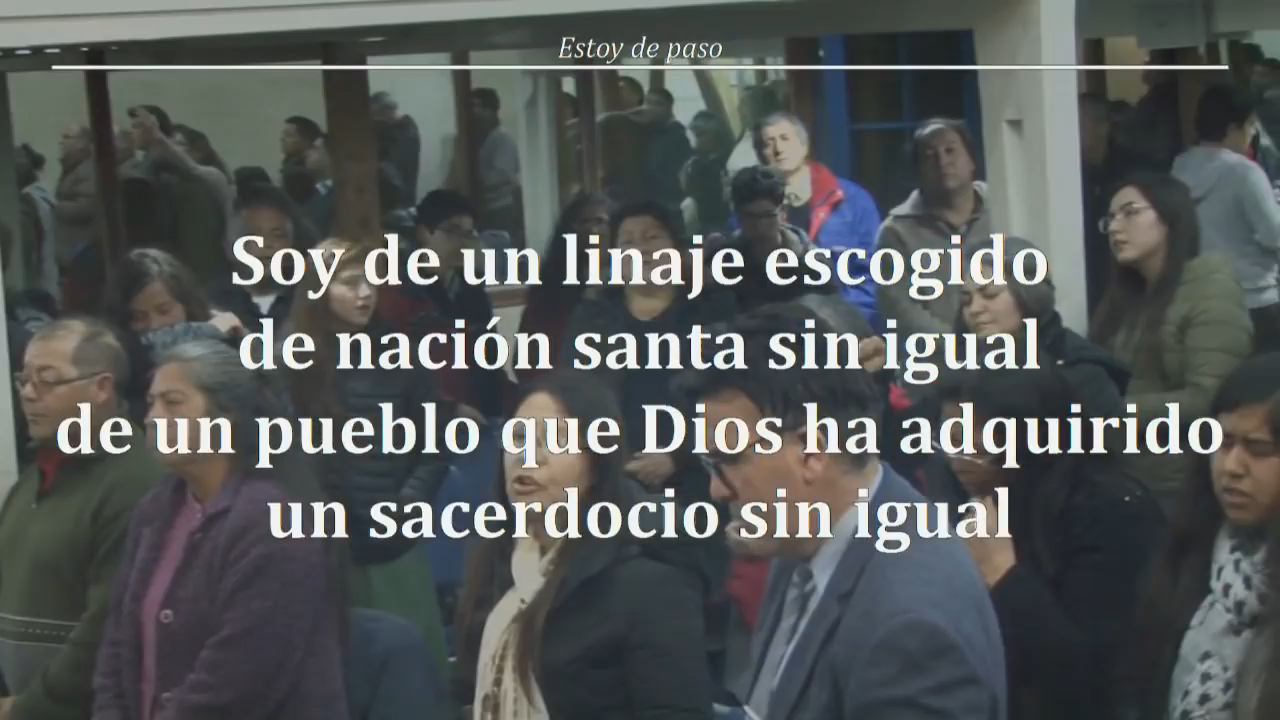 Estoy de paso
Soy de un linaje escogido
de nación santa sin igual
de un pueblo que Dios ha adquirido
un sacerdocio sin igual